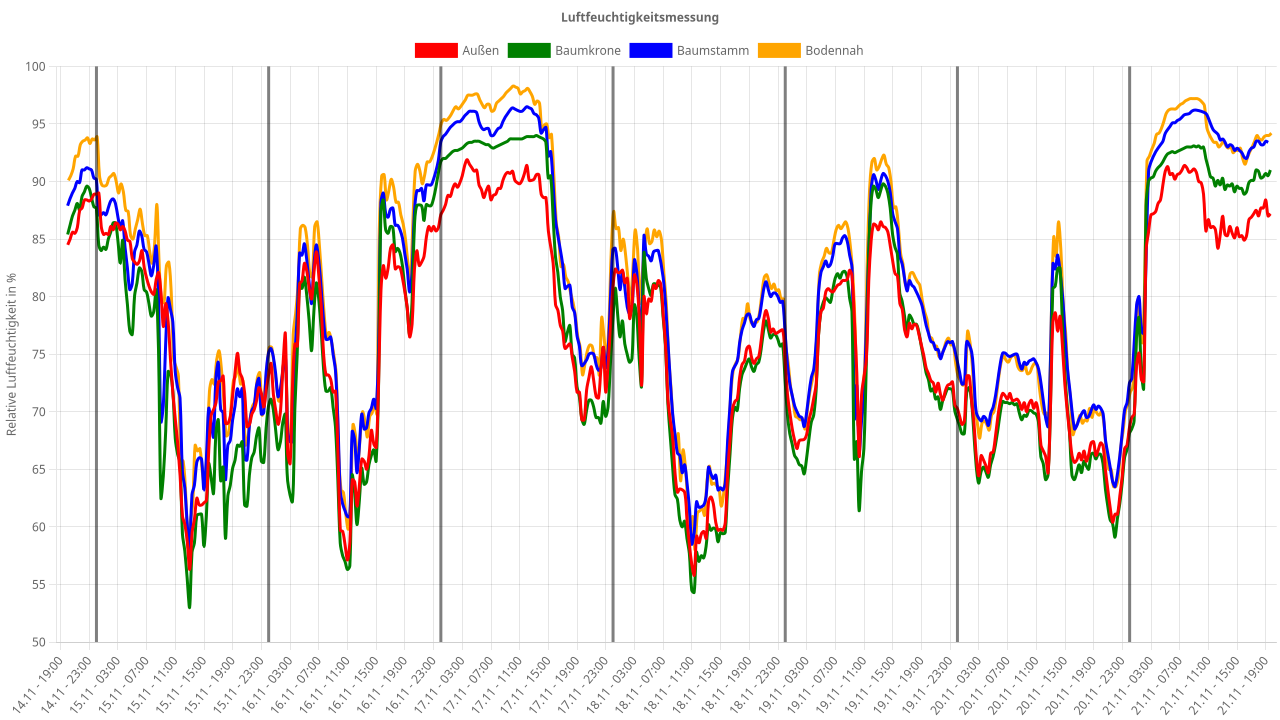 Luftfeuchtigkeitsmessung
Außen Baumkrone Baumstamm Bodennah
Relative Luftfeuchtigkeit in %
100
95
90
85
80
75
70
65
60
55
50
14.11 - 19:00
14.11 - 23:00
15.11 - 03:00
15.11 - 07:00
15.11 - 11:00
15.11 - 15:00
15.11 - 19:00
15.11 - 23:00
16.11 - 03:00
16.11 - 07:00
16.11 - 11:00
16.11 - 15:00
16.11 - 19:00
16.11 - 23:00
17.11 - 03:00
17.11 - 07:00
17.11 - 11:00
17.11 - 15:00
17.11 - 19:00
17.11 - 23:00
18.11 - 03:00
18.11 - 07:00
18.11 - 11:00
18.11 - 15:00
18.11 - 19:00
18.11 - 23:00
19.11 - 03:00
19.11 - 07:00
19.11 - 11:00
19.11 - 15:00
19.11 - 19:00
19.11 - 23:00
20.11 - 03:00
20.11 - 07:00
20.11 - 11:00
20.11 - 15:00
20.11 - 19:00
20.11 - 23:00
21.11 - 03:00
21.11 - 07:00
21.11 - 11:00
21.11 - 15:00
21.11 - 19:00